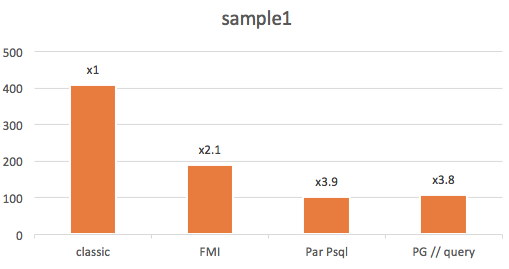 sample1
500
400
300
200
100
0
x1
x2.1
x3.9
x3.8
classic
FMI
Par Psql
PG // query